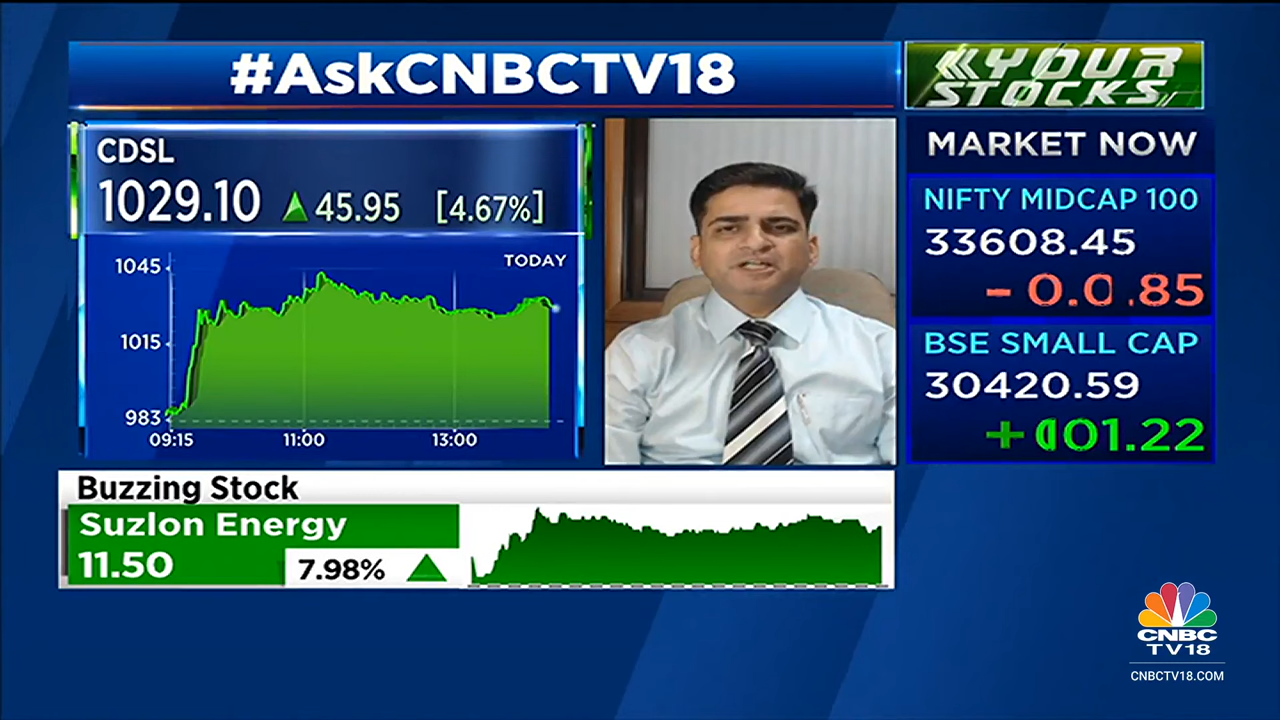 #AskCNBCTV18
YOUR
STOCKS
CDSL
1029.10 ▲ 45.95 [4.67%]
TODAY
1045
1015
983
09:15 11:00 13:00
MARKET NOW
NIFTY MIDCAP 100
33608.45
BSE SMALL CAP
30420.59
Buzzing Stock
Suzlon Energy
11.50 7.98% ▲
CNBC
TV18
CNBCTV18.COM